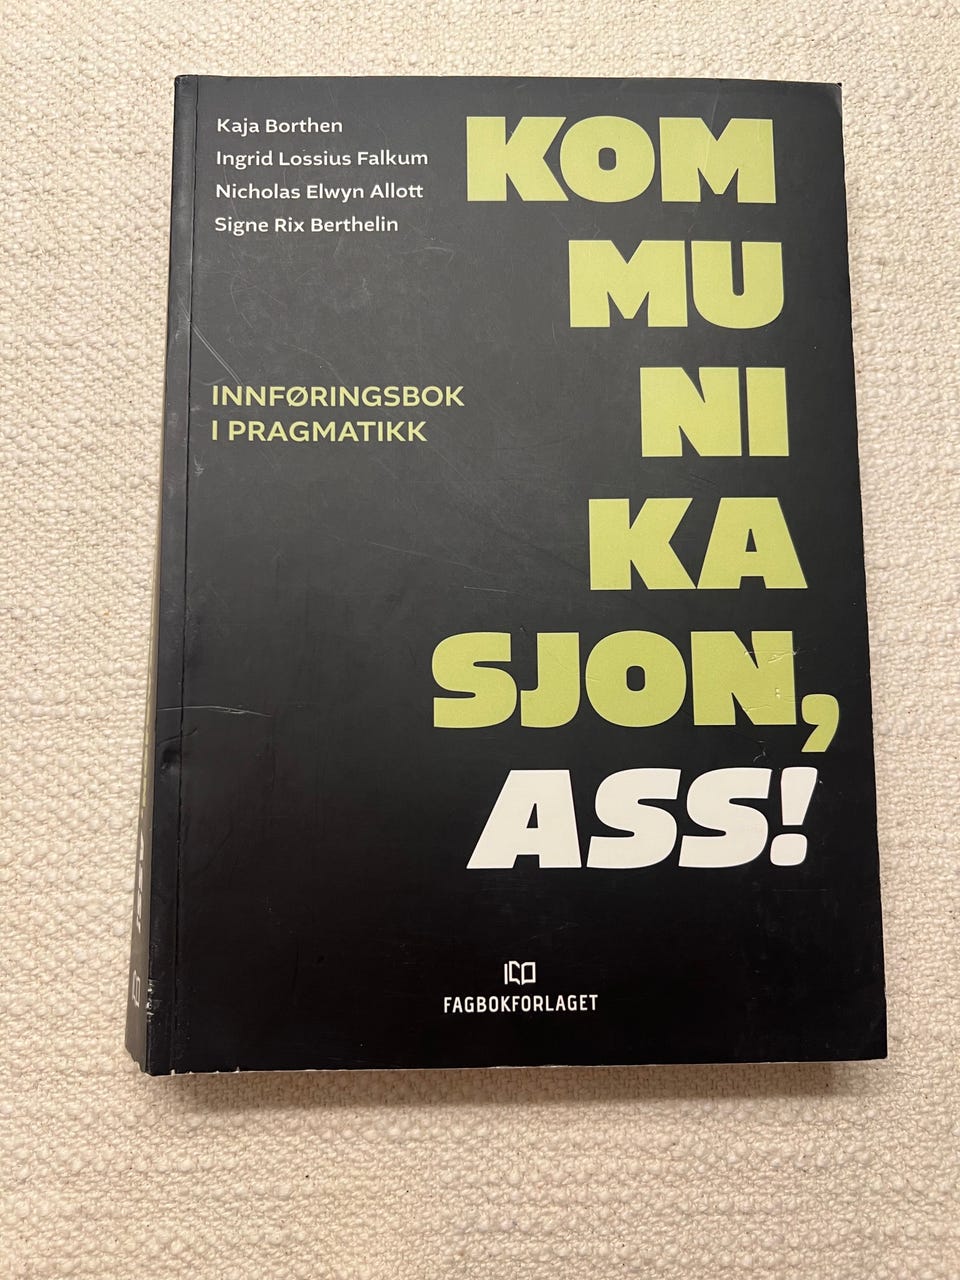 Kaja Borthen
Ingrid Lossius Falkum
Nicholas Elwyn Allott
Signe Rix Berthelin
KOM
MU
NI
KA
SJON,
ASS!
INNFØRINGSBOK
I PRAGMATIKK
FAGBOKFORLAGET